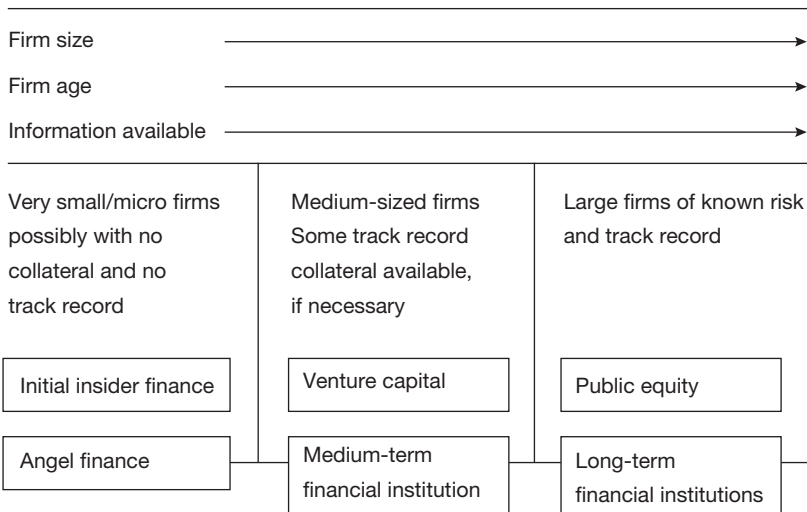 Firm size
Firm age
Information available
Very small/micro firms
possibly with no
collateral and no
track record
Medium-sized firms
Some track record
collateral available,
if necessary
Large firms of known risk
and track record
Initial insider finance
Venture capital
Public equity
Angel finance
Medium-term
financial institution
Long-term
financial institutions